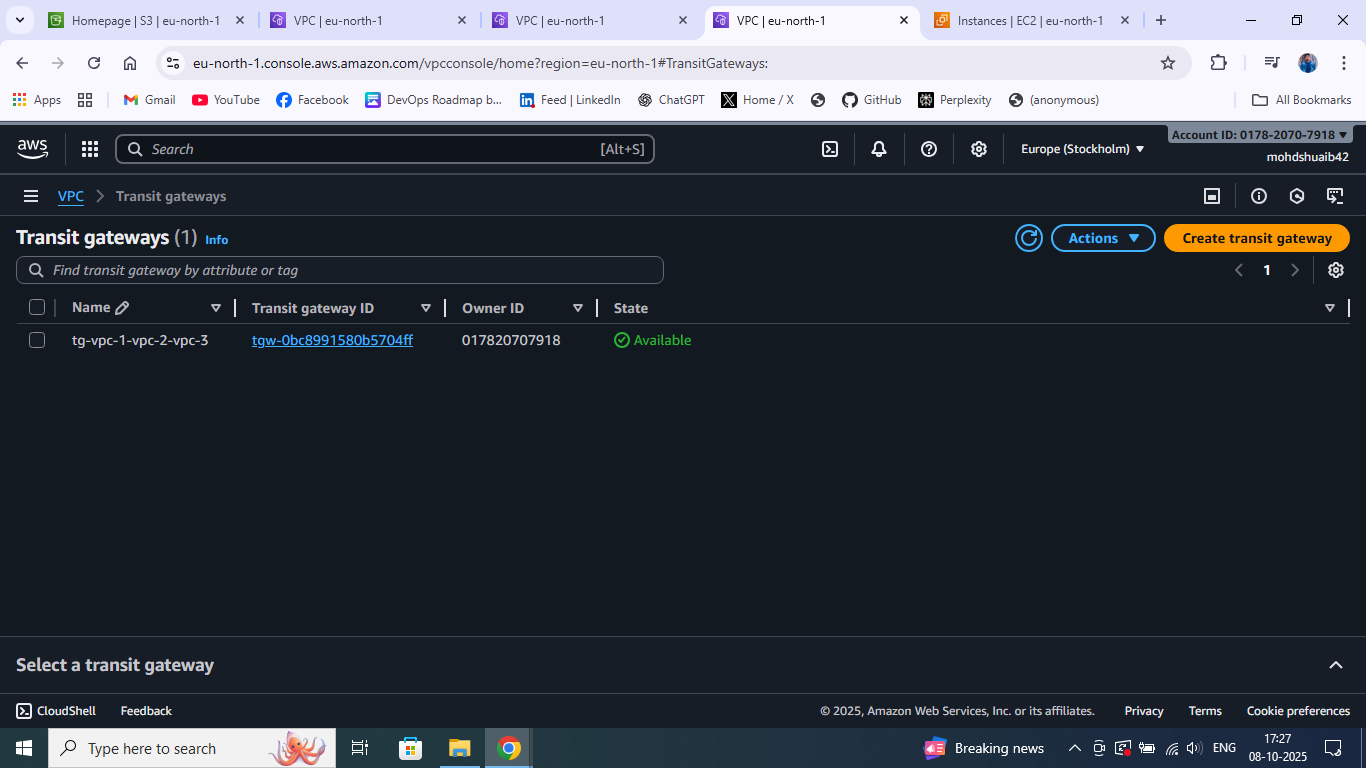 Homepage | S3 | eu-north-1
VPC | eu-north-1
VPC | eu-north-1
VPC | eu-north-1
Instances | EC2 | eu-north-1
eu-north-1.console.aws.amazon.com/vpcconsole/home?region=eu-north-1#TransitGateways:
Apps
Gmail
YouTube
Facebook
DevOps Roadmap b...
Feed | LinkedIn
ChatGPT
Home / X
GitHub
Perplexity
(anonymous)
All Bookmarks
aws
Search
[Alt+S]
Europe (Stockholm)
Account ID: 0178-2070-7918
mohdshuaib42
VPC
Transit gateways
Transit gateways (1) Info
Actions
Create transit gateway
Find transit gateway by attribute or tag
1
Name
Transit gateway ID
Owner ID
State
tg-vpc-1-vpc-2-vpc-3
tgw-0bc8991580b5704ff
017820707918
Available
Select a transit gateway
CloudShell
Feedback
© 2025, Amazon Web Services, Inc. or its affiliates.
Privacy
Terms
Cookie preferences
Type here to search
Breaking news
ENG
17:27
08-10-2025